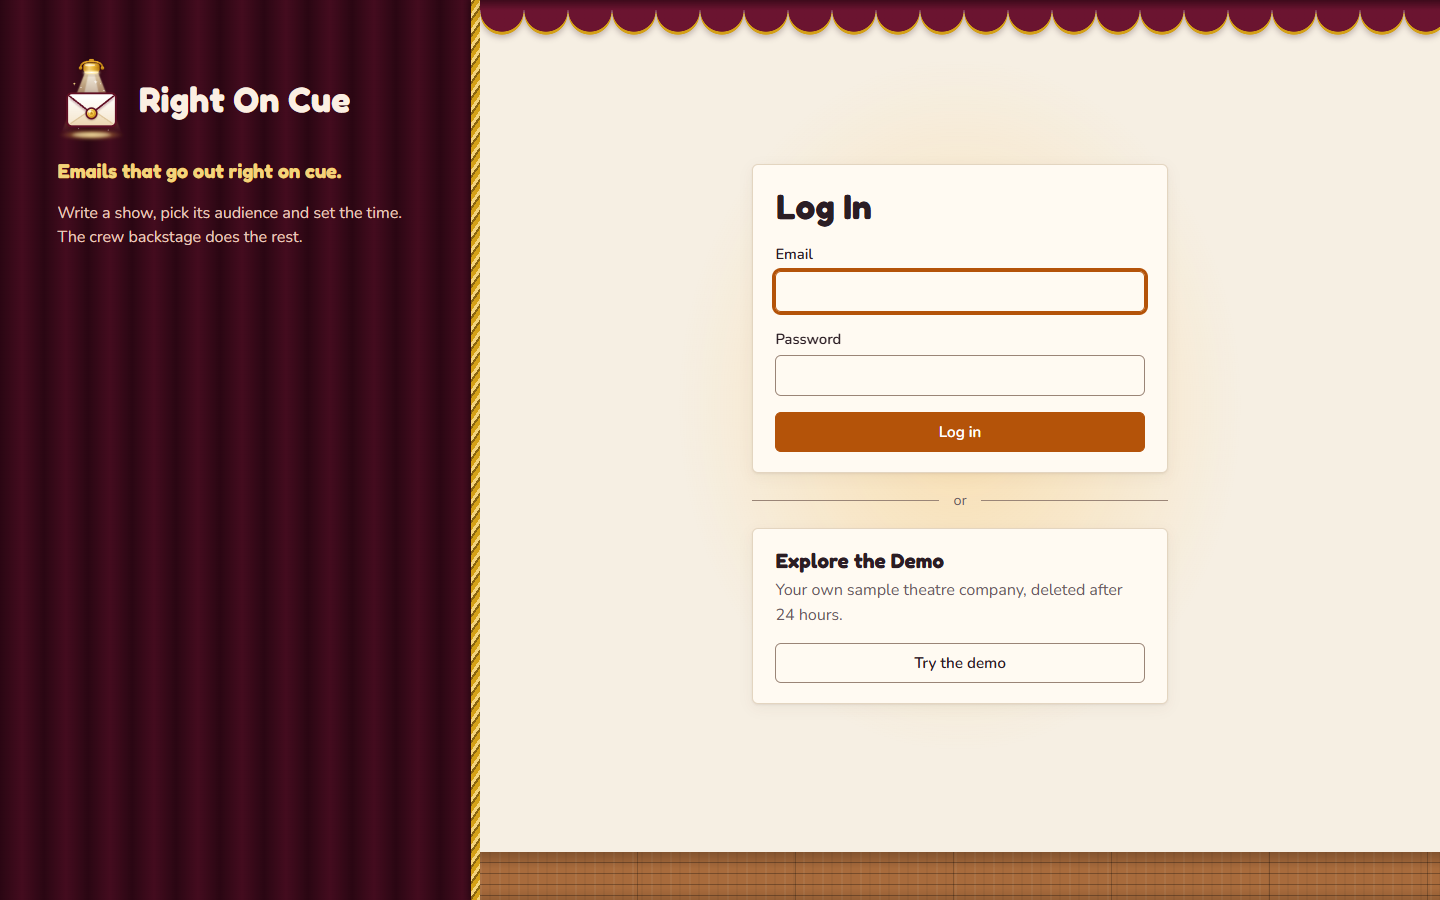 Right On Cue
Emails that go out right on cue.
Write a show, pick its audience and set the time.
The crew backstage does the rest.
Log In
Email
Password
Log in
or
Explore the Demo
Your own sample theatre company, deleted after
24 hours.
Try the demo